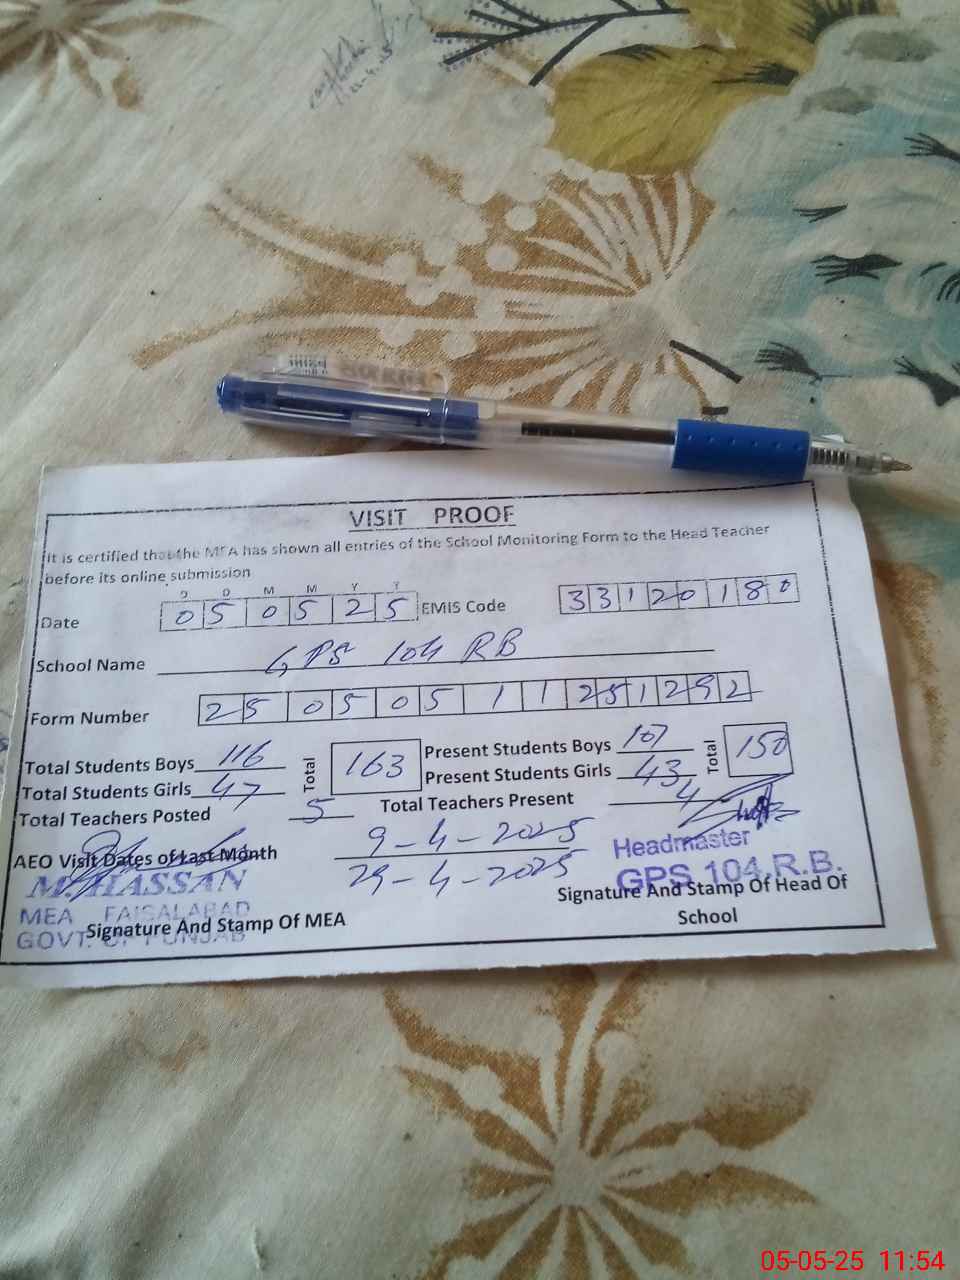 VISIT PROOF
It is certified that the MEA has shown all entries of the School Monitoring Form to the Head Teacher
before its online submission
D D M M Y Y
Date 0 5 0 5 2 5 EMIS Code 3 3 1 2 0 1 8 0
School Name GPS 104 RB
Form Number 2 5 0 5 0 5 1 1 2 5 1 2 9 2
Total Students Boys 116 Total 163 Present Students Boys 107 Total 150
Total Students Girls 47 Present Students Girls 43
Total Teachers Posted 5 Total Teachers Present 4
AEO Visit Dates of Last Month 9-4-2025
29-4-2025
Headmaster
GPS 104,R.B.
M.HASSAN
MEA FAISALABAD
GOVT. OF PUNJAB
Signature And Stamp Of MEA
Signature And Stamp Of Head Of
School
05-05-25 11:54